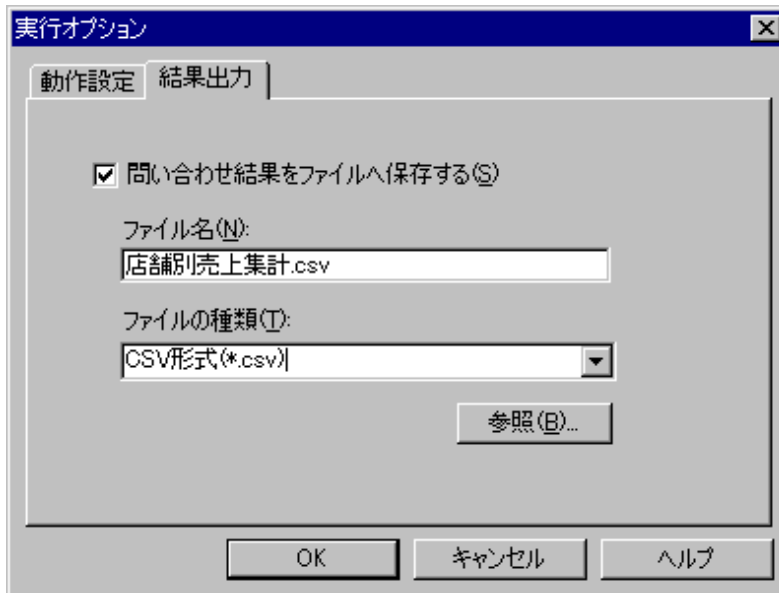 実行オプション
動作設定 結果出力
問い合わせ結果をファイルへ保存する(S)
ファイル名(N):
店舗別売上集計.csv
ファイルの種類(T):
CSV形式(*.csv)
参照(B)...
OK キャンセル ヘルプ